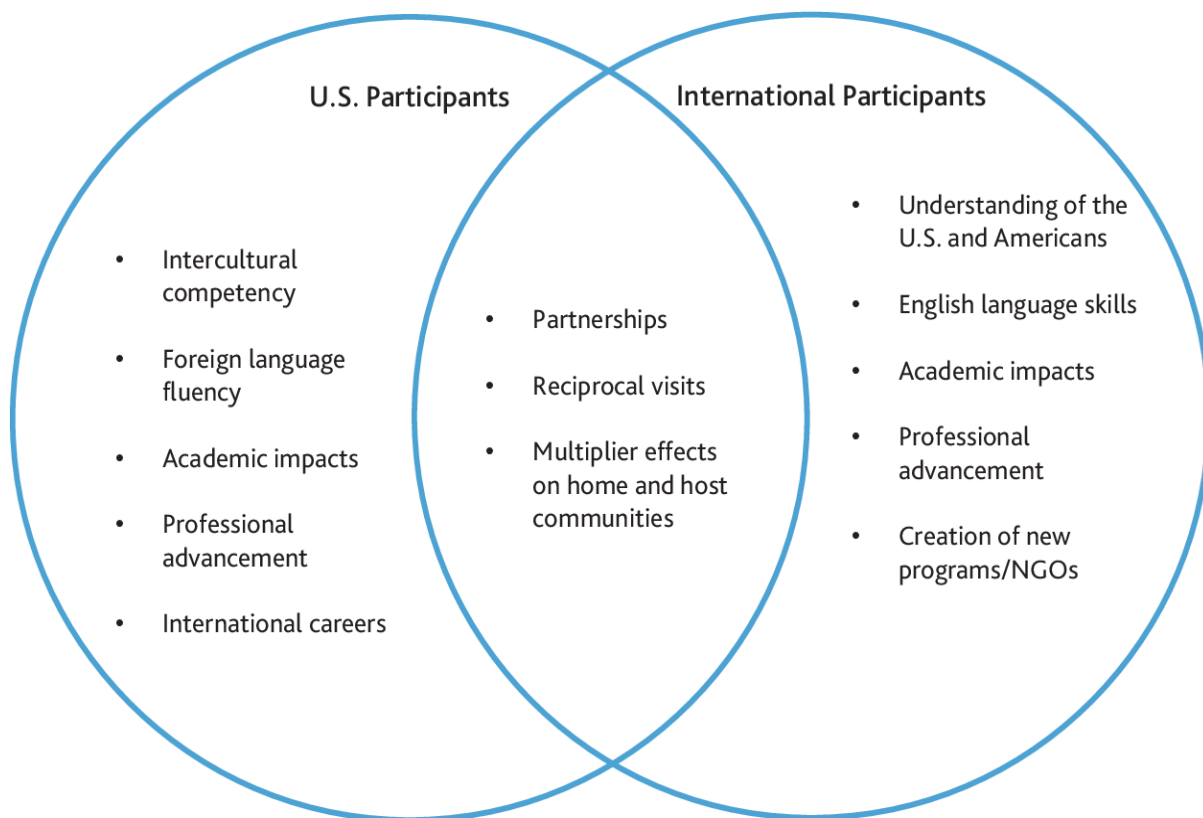 U.S. Participants
• Intercultural
competency
• Foreign language
fluency
• Academic impacts
• Professional
advancement
• International careers
• Partnerships
• Reciprocal visits
• Multiplier effects
on home and host
communities
International Participants
• Understanding of the
U.S. and Americans
• English language skills
• Academic impacts
• Professional
advancement
• Creation of new
programs/NGOs